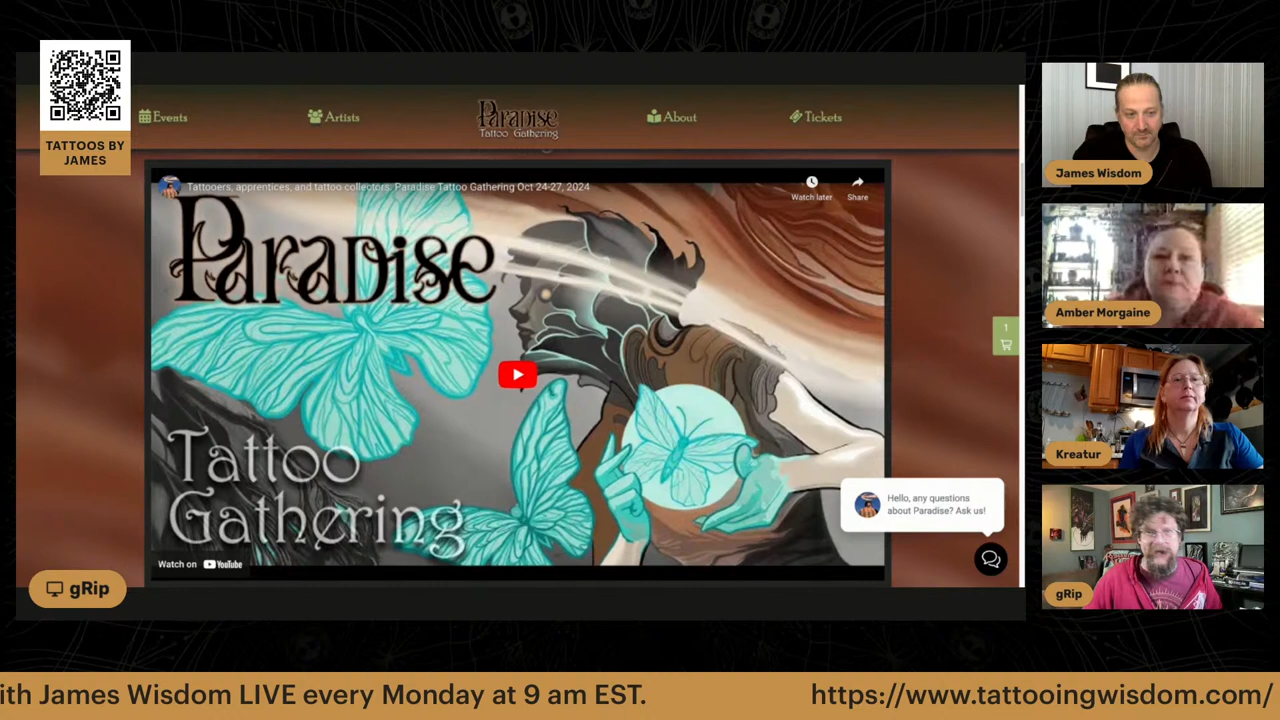 TATTOOS BY
JAMES
Events
Artists
Paradise
Tattoo Gathering
About
Tickets
Tattooers, apprentices, and tattoo collectors: Paradise Tattoo Gathering Oct 24-27, 2024
Watch later
Share
Paradise
Tattoo
Gathering
Watch on YouTube
1
Hello, any questions
about Paradise? Ask us!
gRip
James Wisdom
Amber Morgaine
Kreatur
gRip
ith James Wisdom LIVE every Monday at 9 am EST.
https://www.tattooingwisdom.com/